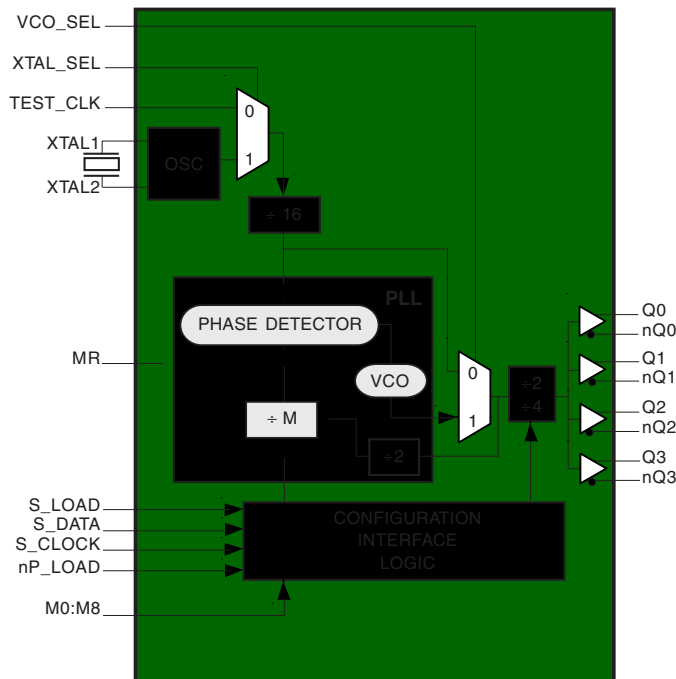 VCO_SEL
XTAL_SEL
TEST_CLK
0
XTAL1
OSC
1
XTAL2
÷ 16
PLL
PHASE DETECTOR
Q0
nQ0
MR
VCO
0
÷2
÷4
Q1
nQ1
÷ M
1
Q2
nQ2
÷2
Q3
nQ3
S_LOAD
S_DATA
S_CLOCK
nP_LOAD
CONFIGURATION
INTERFACE
LOGIC
M0:M8